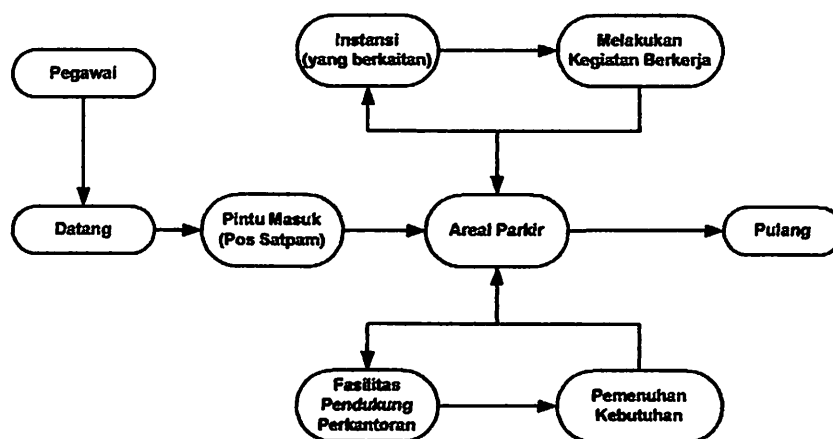 Pegawai
Datang
Pintu Masuk
(Pos Satpam)
Instansi
(yang berkaitan)
Melakukan
Kegiatan Berkerja
Areal Parkir
Pulang
Fasilitas
Pendukung
Perkantoran
Pemenuhan
Kebutuhan